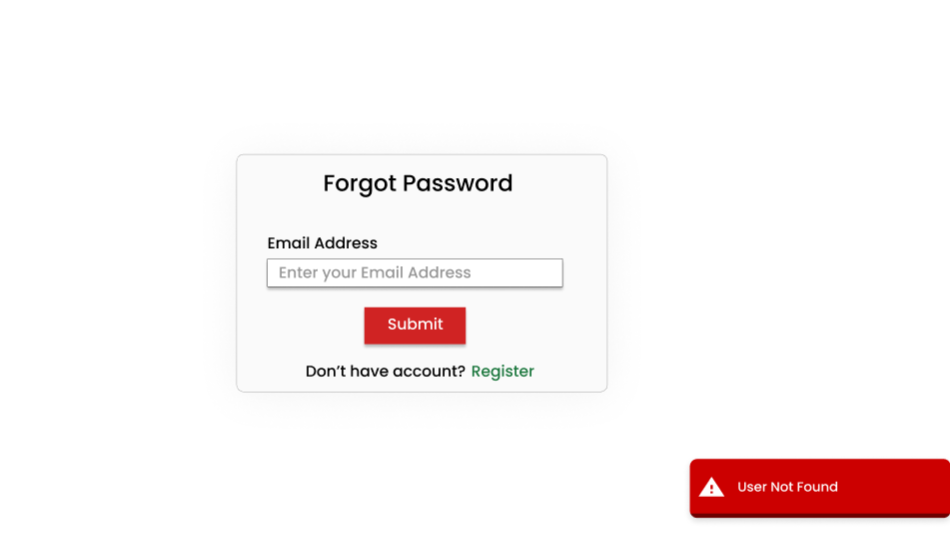 Forgot Password
Email Address
Enter your Email Address
Submit
Don’t have account? Register
User Not Found